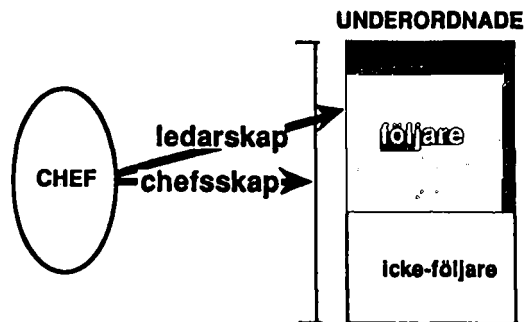 UNDERORDNADE
ledarskap
följare
CHEF
chefsskap
icke-följare